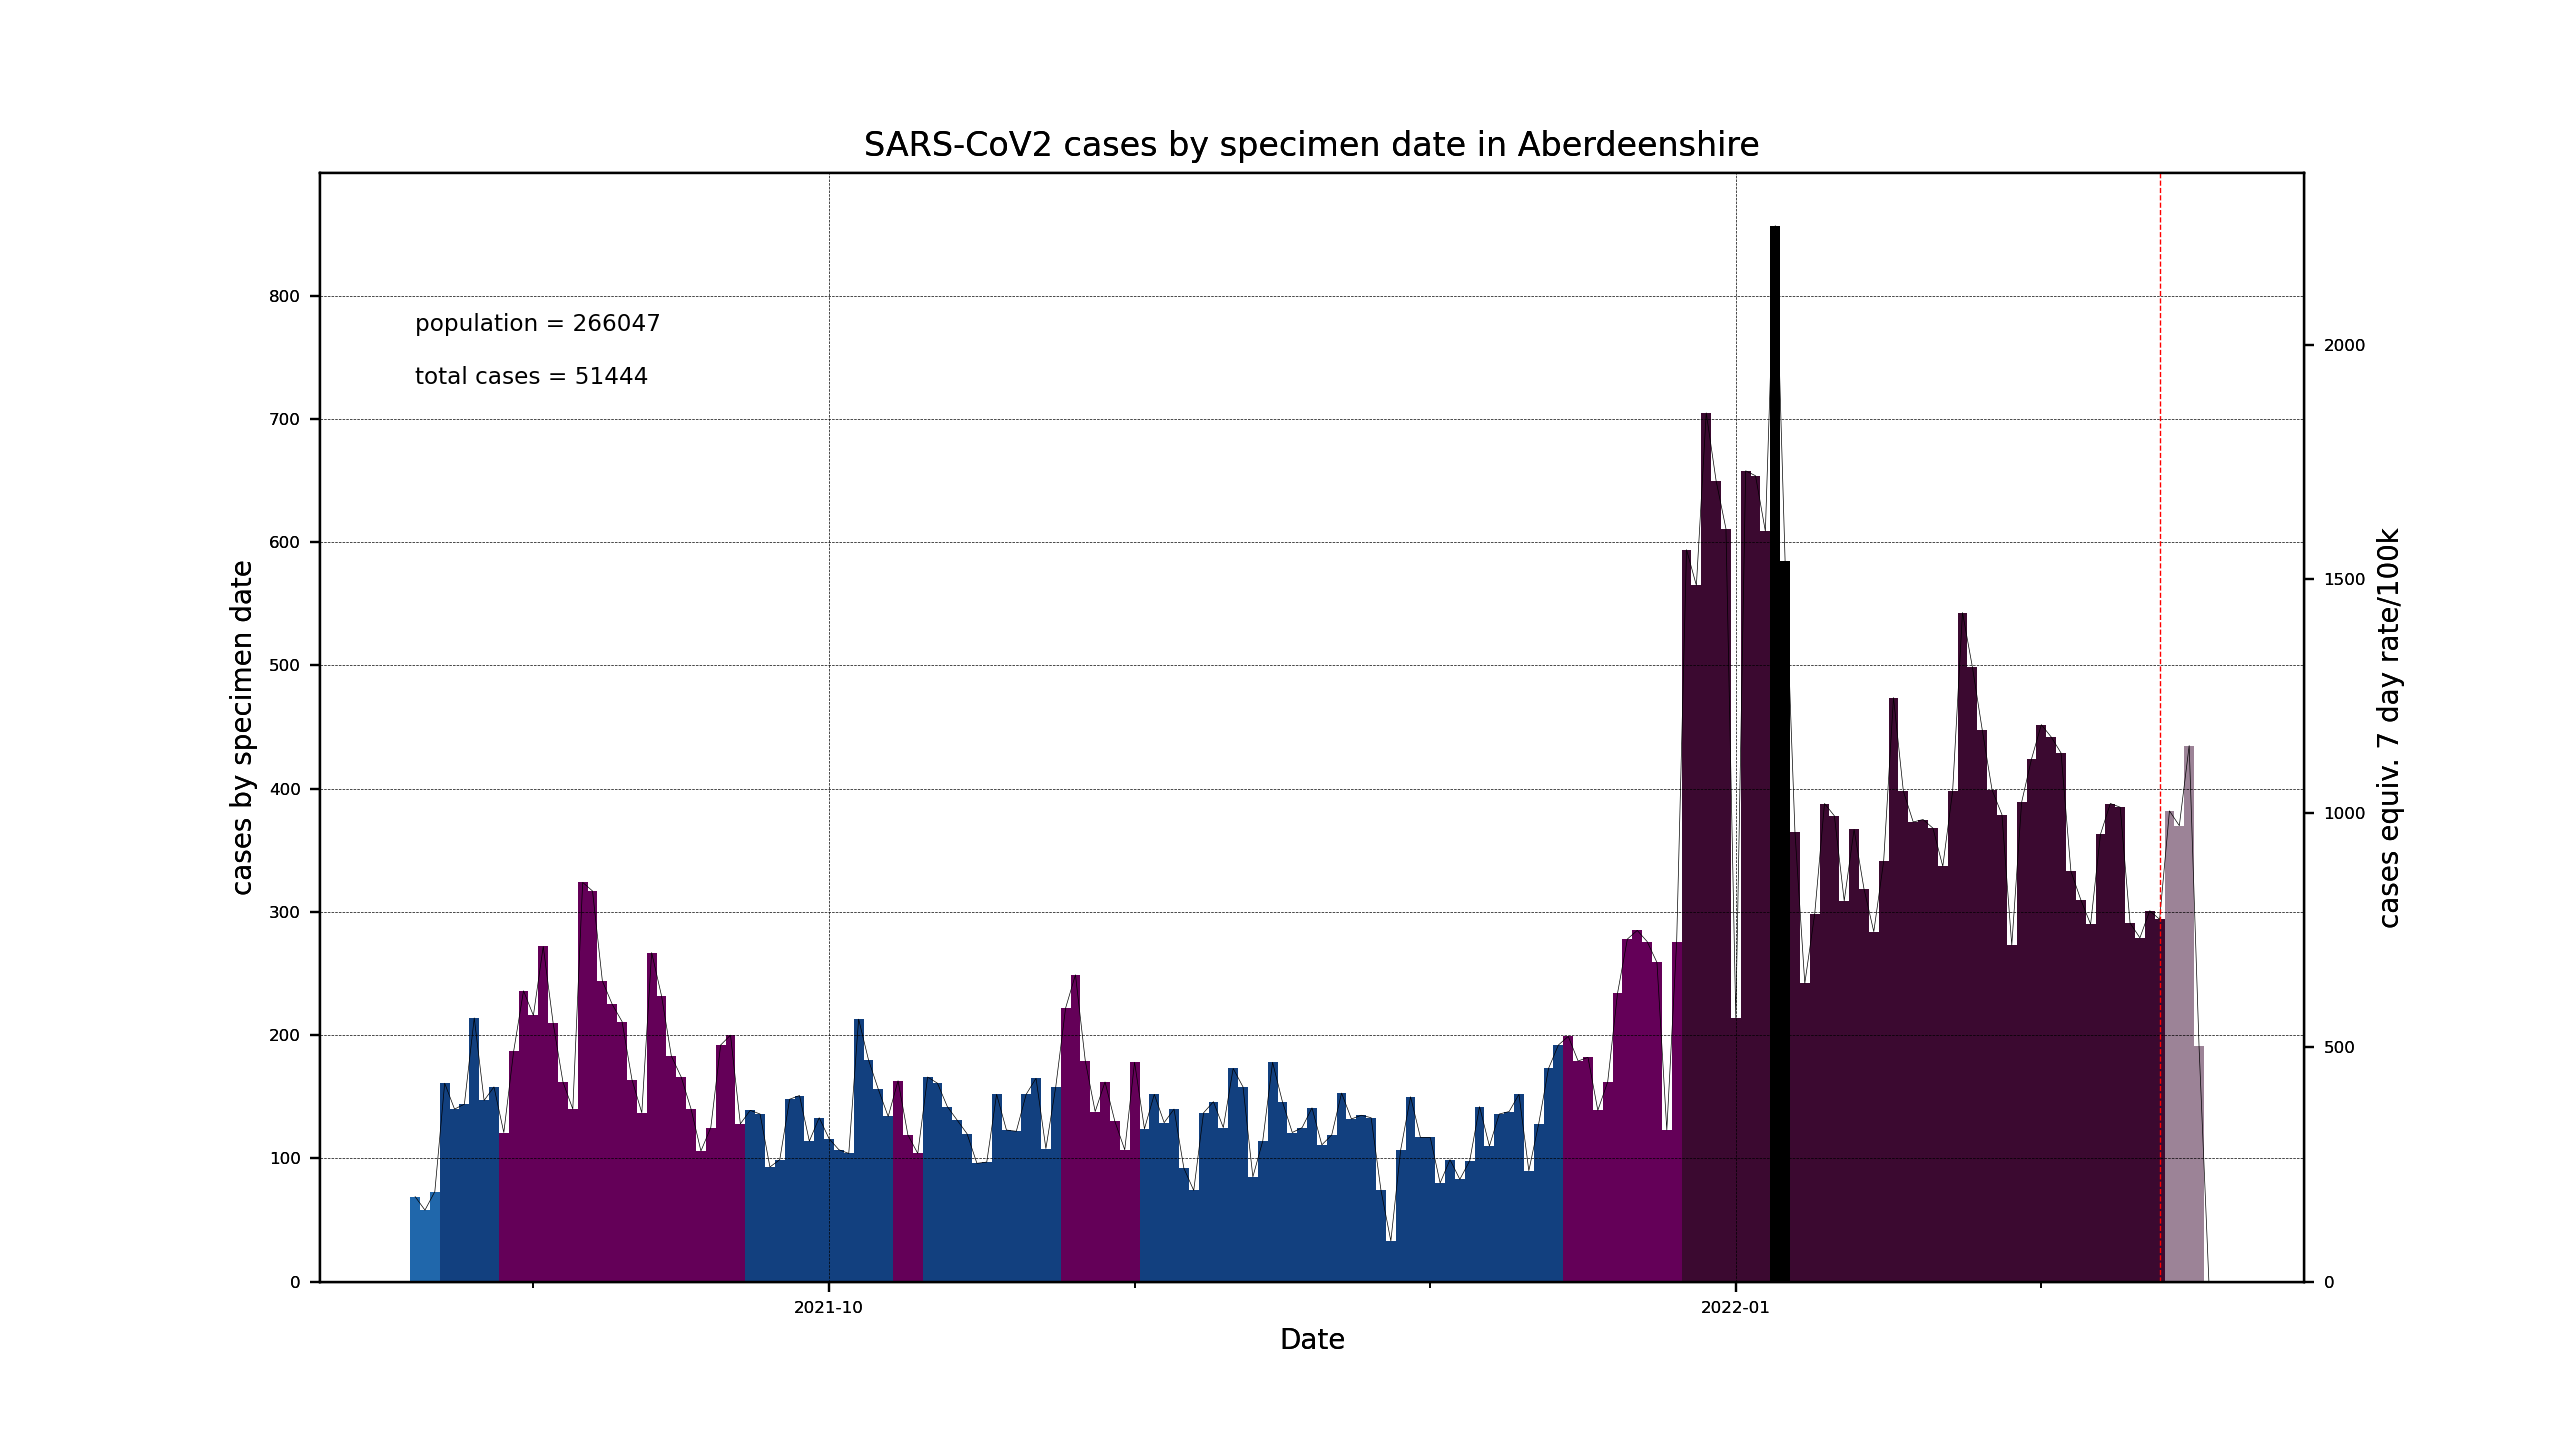 SARS-CoV2 cases by specimen date in Aberdeenshire
population = 266047
total cases = 51444
cases by specimen date
800
700
600
500
400
300
200
100
0
2021-10
2022-01
Date
2000
1500
1000
500
0
cases equiv. 7 day rate/100k